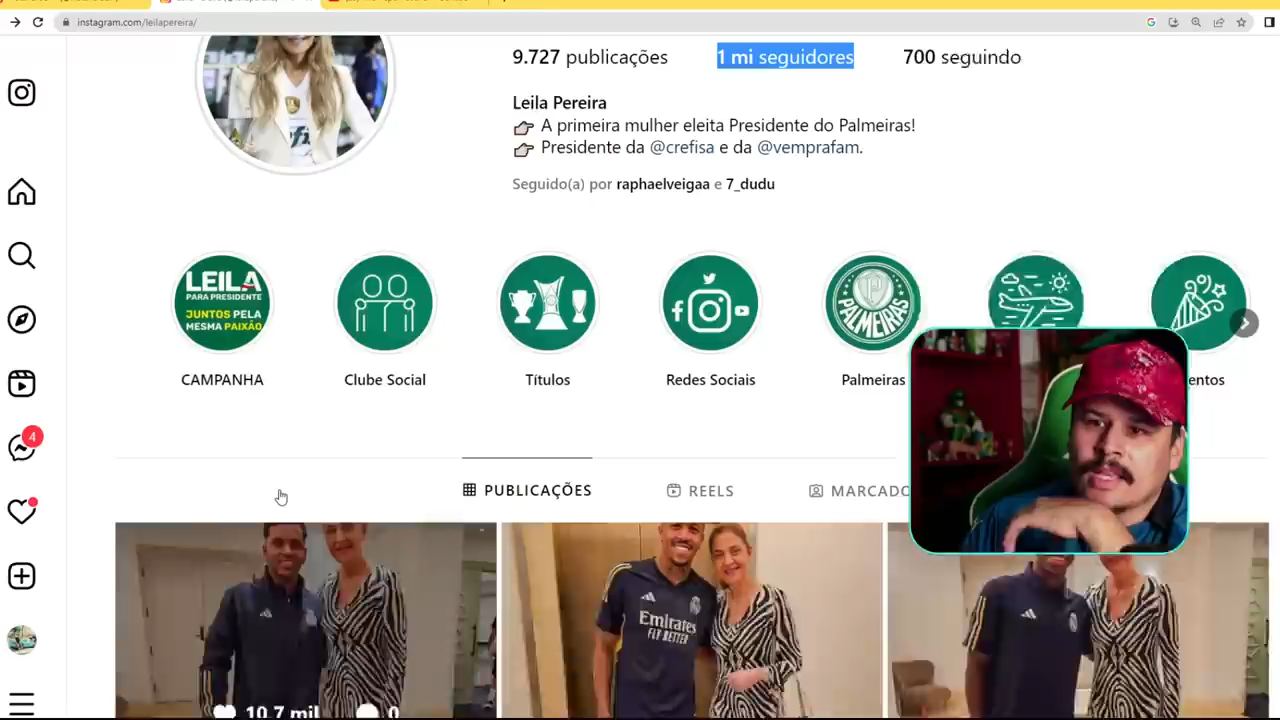 instagram.com/leilapereira/
9.727 publicações 1 mi seguidores 700 seguindo
Leila Pereira
A primeira mulher eleita Presidente do Palmeiras!
Presidente da @crefisa e da @vemprafam.
Seguido(a) por raphaelveigaa e 7_dudu
LEILA
PARA PRESIDENTE
JUNTOS PELA
MESMA PAIXÃO
PALMEIRAS
CAMPANHA Clube Social Títulos Redes Sociais Palmeiras entos
4
PUBLICAÇÕES REELS MARCADO
Emirates
FLY BETTER
10,7 mil 0